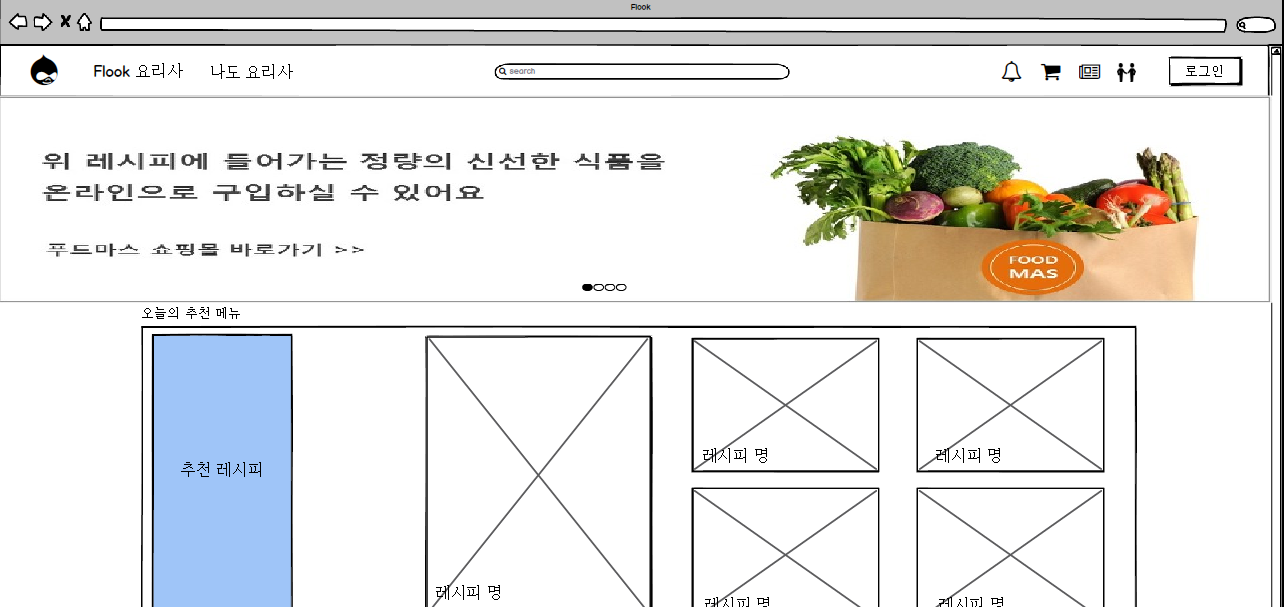 Flook
Flook 요리사
나도 요리사
search
로그인
위 레시피에 들어가는 정량의 신선한 식품을
온라인으로 구입하실 수 있어요
푸드마스 쇼핑몰 바로가기 >>
FOOD
MAS
오늘의 추천 메뉴
추천 레시피
레시피 명
레시피 명
레시피 명
레시피 명
레시피 명